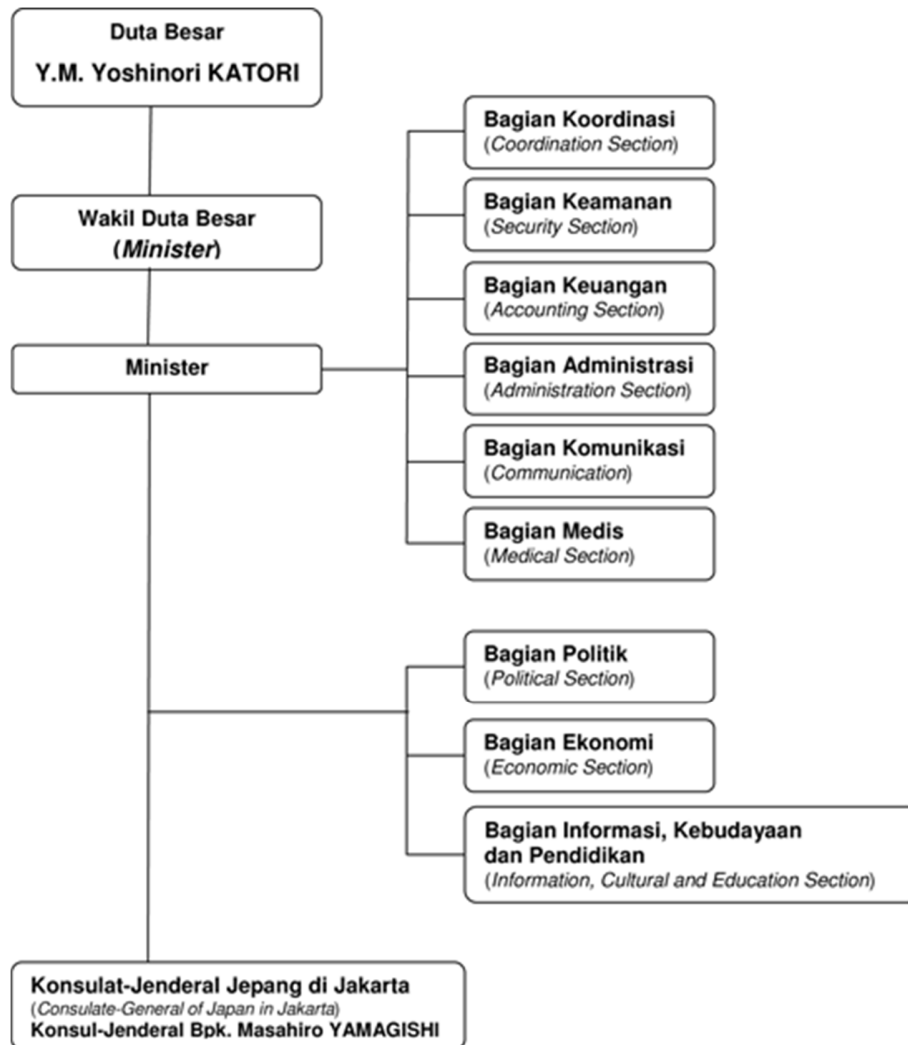 Duta Besar
Y.M. Yoshinori KATORI
Wakil Duta Besar
(Minister)
Minister
Bagian Koordinasi
(Coordination Section)
Bagian Keamanan
(Security Section)
Bagian Keuangan
(Accounting Section)
Bagian Administrasi
(Administration Section)
Bagian Komunikasi
(Communication)
Bagian Medis
(Medical Section)
Bagian Politik
(Political Section)
Bagian Ekonomi
(Economic Section)
Bagian Informasi, Kebudayaan
dan Pendidikan
(Information, Cultural and Education Section)
Konsulat-Jenderal Jepang di Jakarta
(Consulate-General of Japan in Jakarta)
Konsul-Jenderal Bpk. Masahiro YAMAGISHI